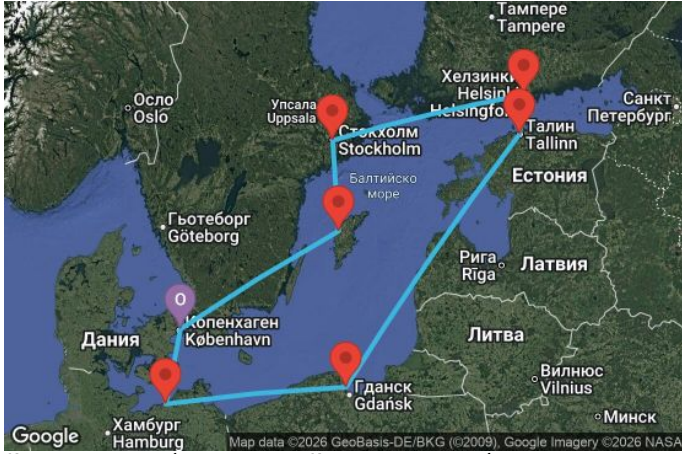 Тампере
Tampere
Осло
Oslo
Упсала
Uppsala
Хелзинки
Helsinki
Helsingfo
Санкт
Петербург
Стокхолм
Stockholm
Талин
Tallinn
Балтийско
море
Естония
Гьотеборг
Göteborg
Рига
Rīga
Латвия
O
Копенхаген
København
Дания
Литва
Вилнюс
Vilnius
Гданск
Gdańsk
Минск
Хамбург
Hamburg
Google
Map data ©2026 GeoBasis-DE/BKG (©2009), Google Imagery ©2026 NASA